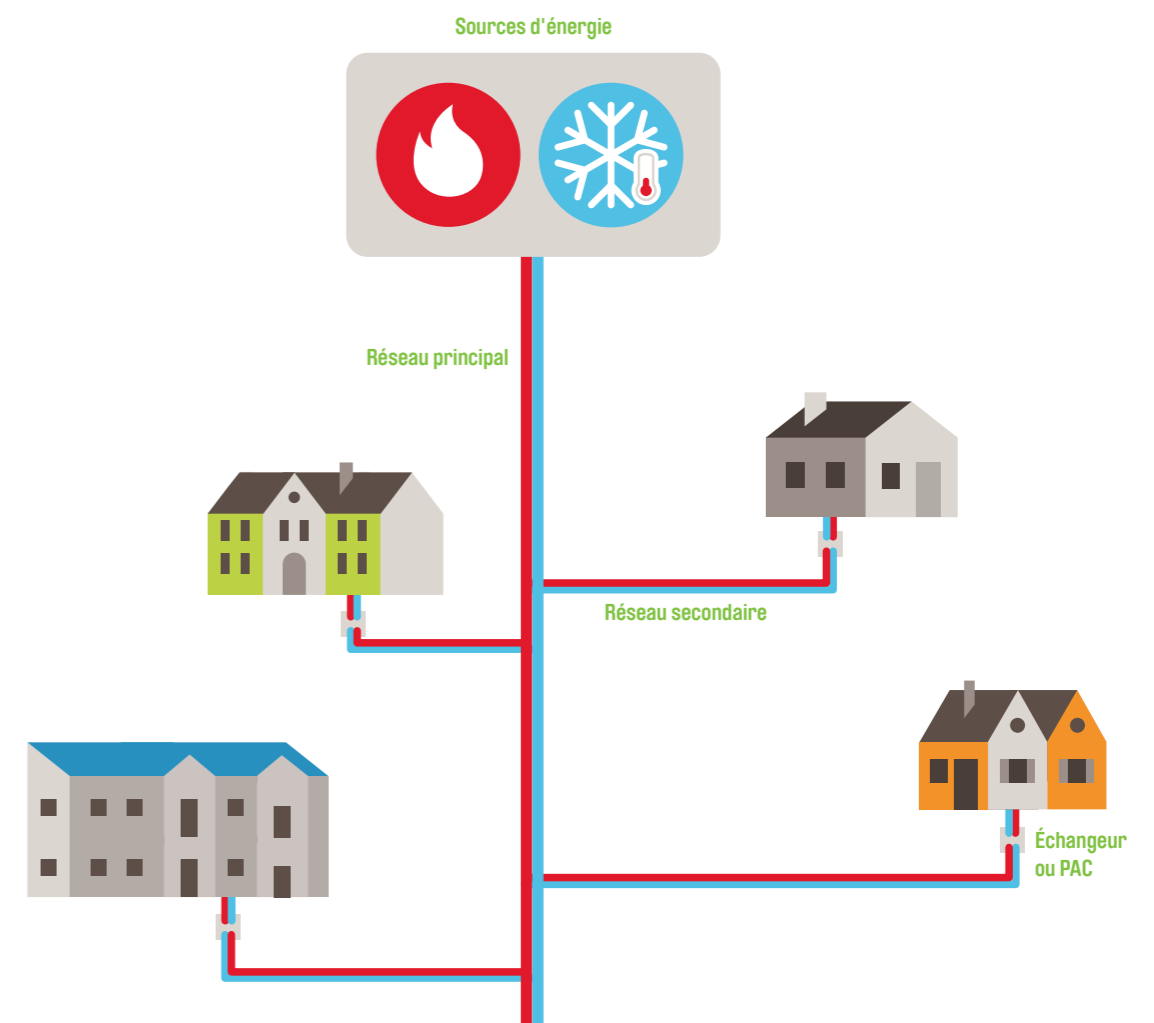 Sources d'énergie
Réseau principal
Réseau secondaire
Échangeur
ou PAC